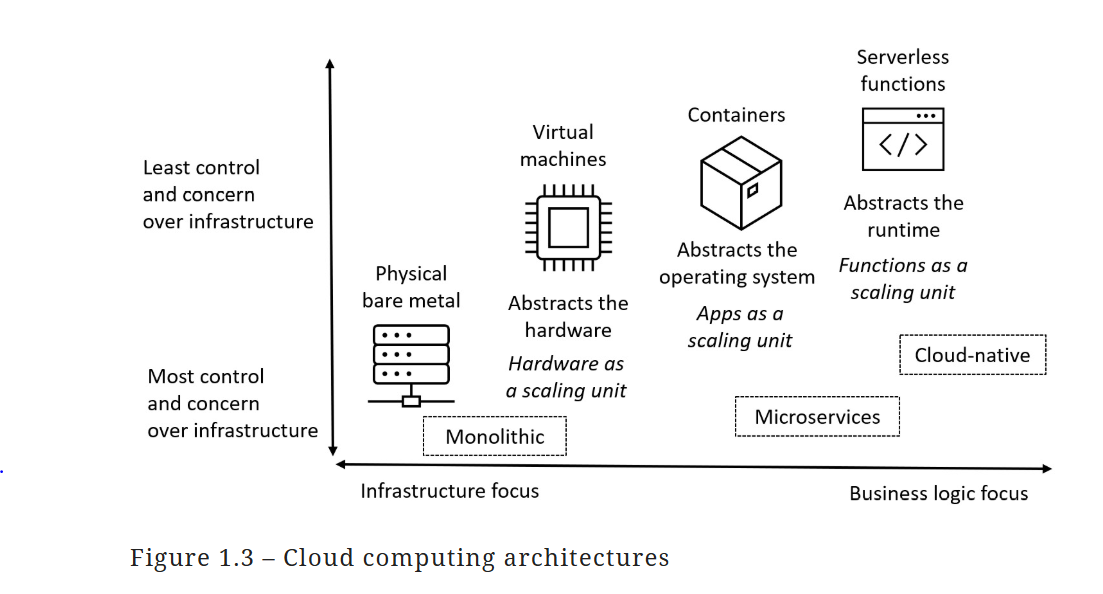 Serverless
functions
Containers
Virtual
machines
Least control
and concern
over infrastructure
</>
Abstracts the
runtime
Abstracts the
operating system
Functions as a
scaling unit
Physical
bare metal
Abstracts the
hardware
Apps as a
scaling unit
Hardware as
a scaling unit
Cloud-native
Most control
and concern
over infrastructure
Microservices
Monolithic
Infrastructure focus
Business logic focus
Figure 1.3 – Cloud computing architectures